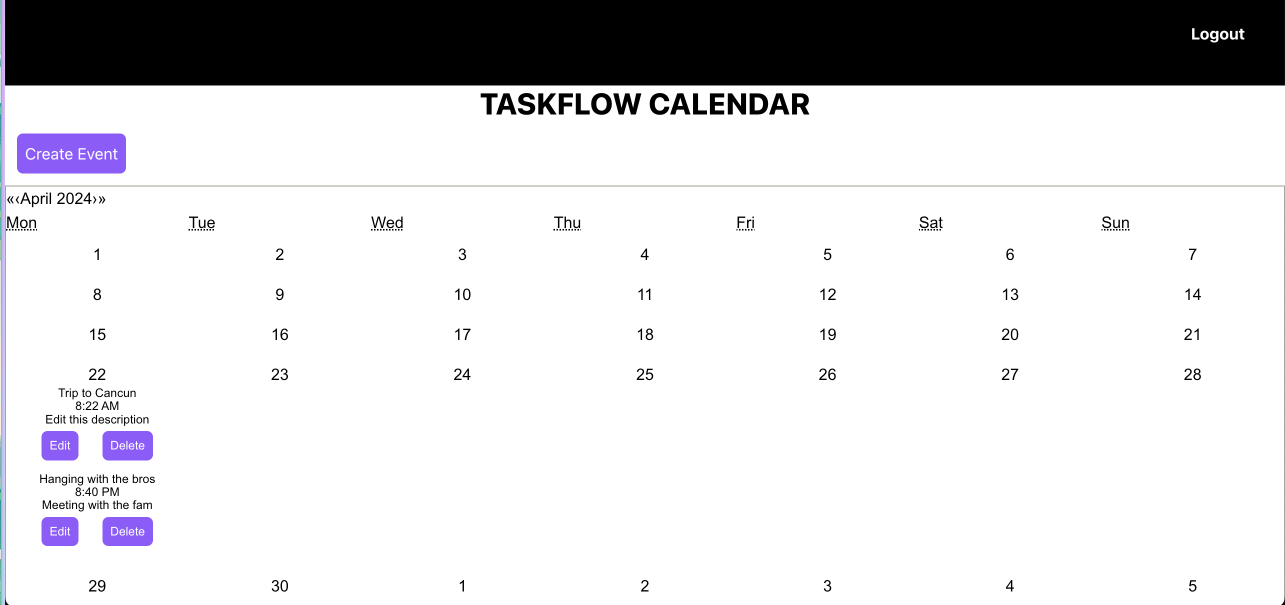 Logout
TASKFLOW CALENDAR
Create Event
«‹April 2024›»
Mon Tue Wed Thu Fri Sat Sun
1 2 3 4 5 6 7
8 9 10 11 12 13 14
15 16 17 18 19 20 21
22 23 24 25 26 27 28
Trip to Cancun
8:22 AM
Edit this description
Edit Delete
Hanging with the bros
8:40 PM
Meeting with the fam
Edit Delete
29 30 1 2 3 4 5